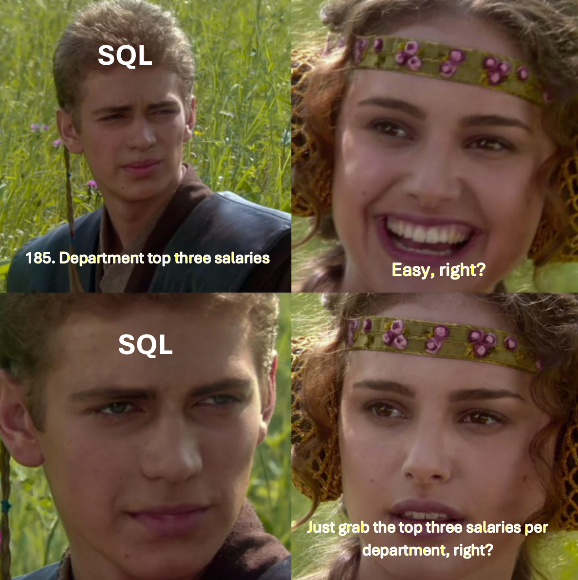 SQL
185. Department top three salaries
Easy, right?
SQL
Just grab the top three salaries per
department, right?